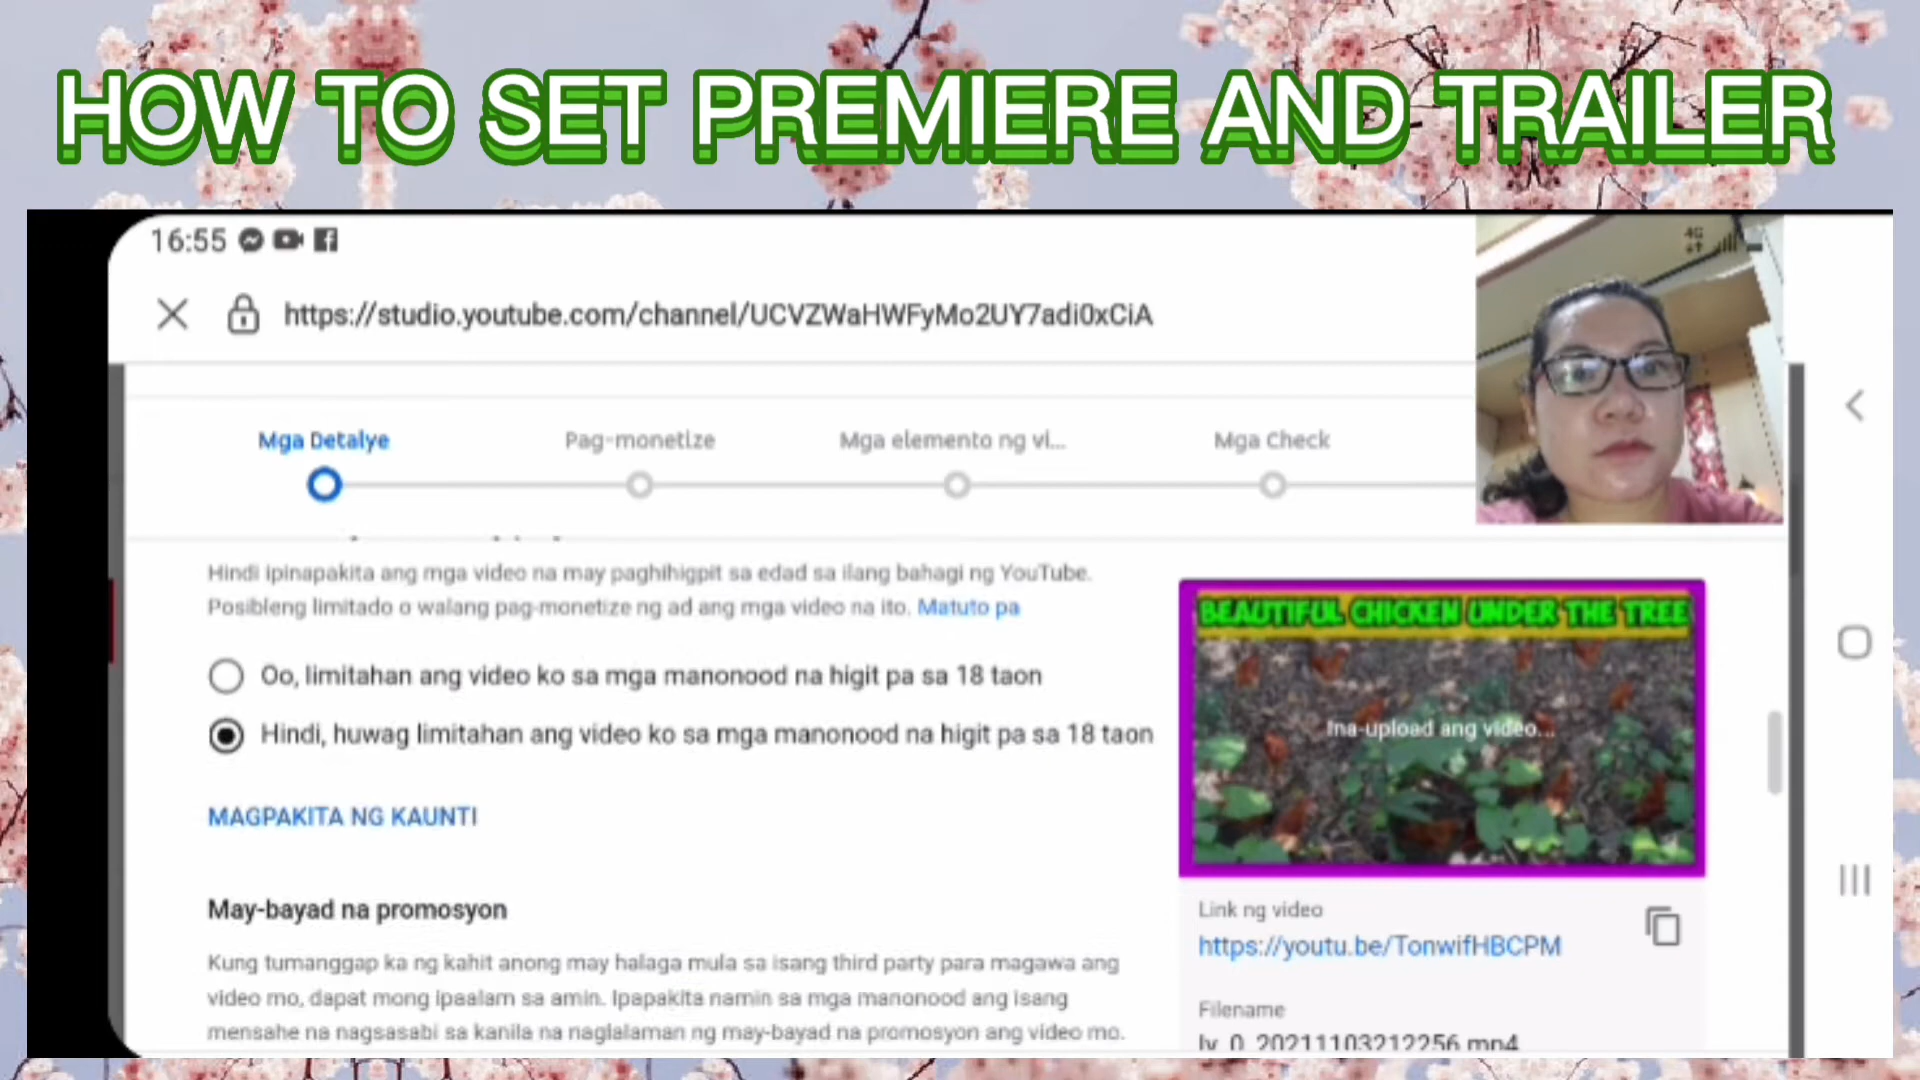 HOW TO SET PREMIERE AND TRAILER
16:55
4G
https://studio.youtube.com/channel/UCVZWaHWFyMo2UY7adi0xCiA
Mga Detalye
Pag-monetize
Mga elemento ng vi...
Mga Check
Hindi ipinapakita ang mga video na may paghihigpit sa edad sa ilang bahagi ng YouTube.
Posibleng limitado o walang pag-monetize ng ad ang mga video na ito. Matuto pa
Oo, limitahan ang video ko sa mga manonood na higit pa sa 18 taon
Hindi, huwag limitahan ang video ko sa mga manonood na higit pa sa 18 taon
MAGPAKITA NG KAUNTI
May-bayad na promosyon
Kung tumanggap ka ng kahit anong may halaga mula sa isang third party para magawa ang
video mo, dapat mong ipaalam sa amin. Ipapakita namin sa mga manonood ang isang
mensahe na nagsasabi sa kanila na naglalaman ng may-bayad na promosyon ang video mo.
BEAUTIFUL CHICKEN UNDER THE TREE
Ina-upload ang video...
Link ng video
https://youtu.be/TonwifHBCPM
Filename
lv_0_20211103212256.mp4